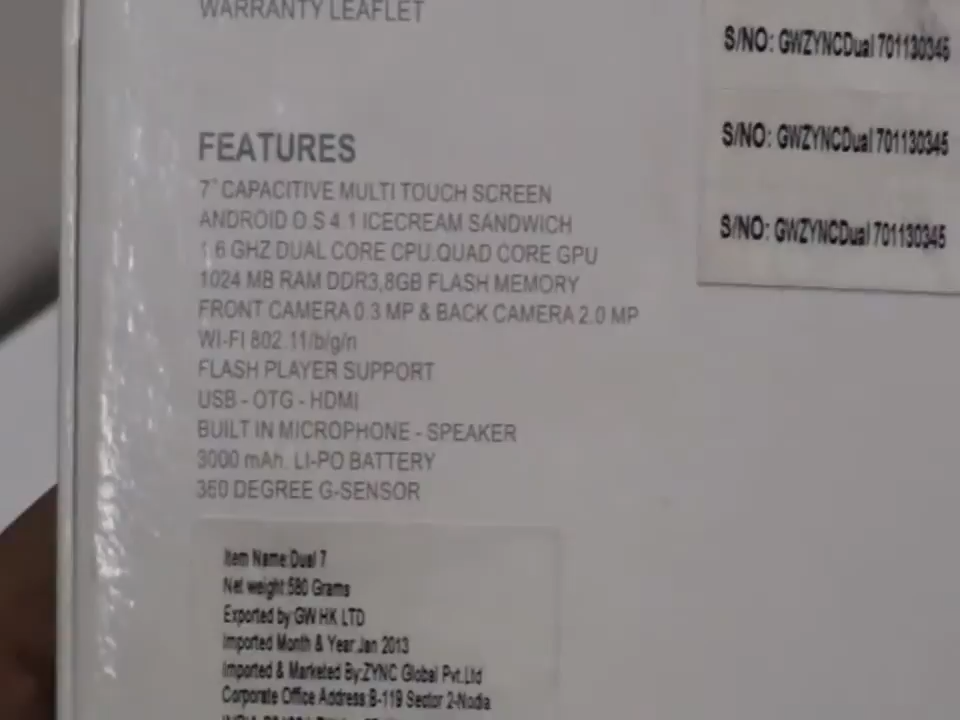 WARRANTY LEAFLET
FEATURES
7" CAPACITIVE MULTI TOUCH SCREEN
ANDROID O.S 4.1 ICECREAM SANDWICH
1.6 GHZ DUAL CORE CPU.QUAD CORE GPU
1024 MB RAM DDR3,8GB FLASH MEMORY
FRONT CAMERA 0.3 MP & BACK CAMERA 2.0 MP
WI-FI 802.11/b/g/n
FLASH PLAYER SUPPORT
USB - OTG - HDMI
BUILT IN MICROPHONE - SPEAKER
3000 mAh. LI-PO BATTERY
360 DEGREE G-SENSOR
Item Name:Dual 7
Net weight:580 Grams
Exported by:GW HK LTD
Imported Month & Year:Jan 2013
Imported & Marketed By:ZYNC Global Pvt.Ltd
Corporate Office Address:B-119 Sector 2-Nodia
S/NO: GWZYNCDual 701130345
S/NO: GWZYNCDual 701130345
S/NO: GWZYNCDual 701130345